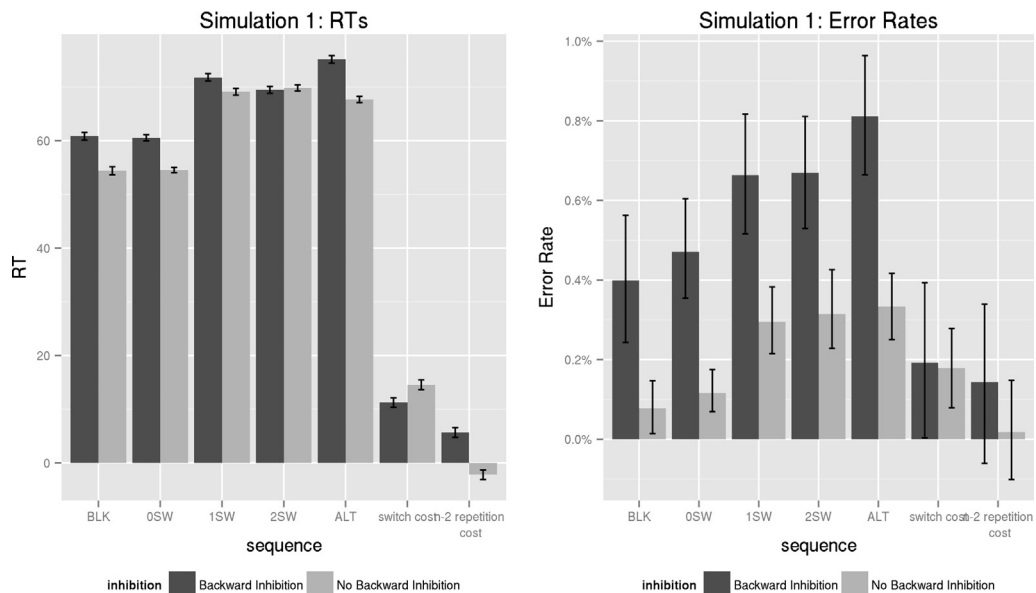 Simulation 1: RTs
RT
60
40
20
0
BLK
0SW
1SW
2SW
ALT
switch cost
n-2 repetition
cost
sequence
inhibition Backward Inhibition No Backward Inhibition
Simulation 1: Error Rates
Error Rate
1.0%
0.8%
0.6%
0.4%
0.2%
0.0%
BLK
0SW
1SW
2SW
ALT
switch cost
n-2 repetition
cost
sequence
inhibition Backward Inhibition No Backward Inhibition